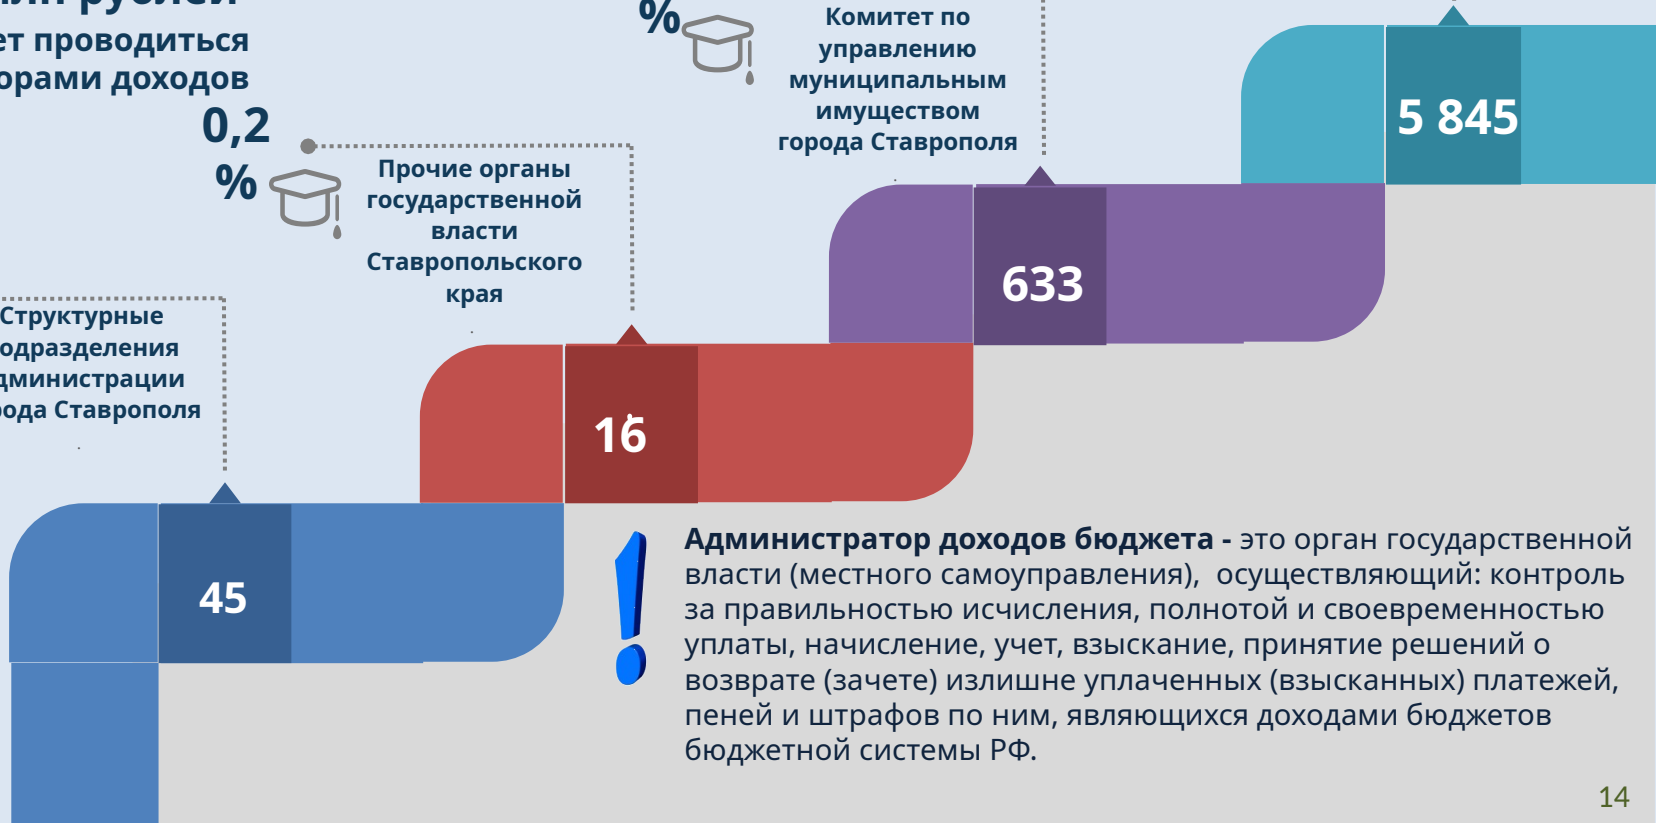 млн рублей
ет проводиться
орами доходов
0,2
%
Прочие органы
государственной
власти
Ставропольского
края
%
Комитет по
управлению
муниципальным
имуществом
города Ставрополя
5 845
633
16
Структурные
одразделения
дминистрации
рода Ставрополя
45
Администратор доходов бюджета - это орган государственной
власти (местного самоуправления), осуществляющий: контроль
за правильностью исчисления, полнотой и своевременностью
уплаты, начисление, учет, взыскание, принятие решений о
возврате (зачете) излишне уплаченных (взысканных) платежей,
пеней и штрафов по ним, являющихся доходами бюджетов
бюджетной системы РФ.
14